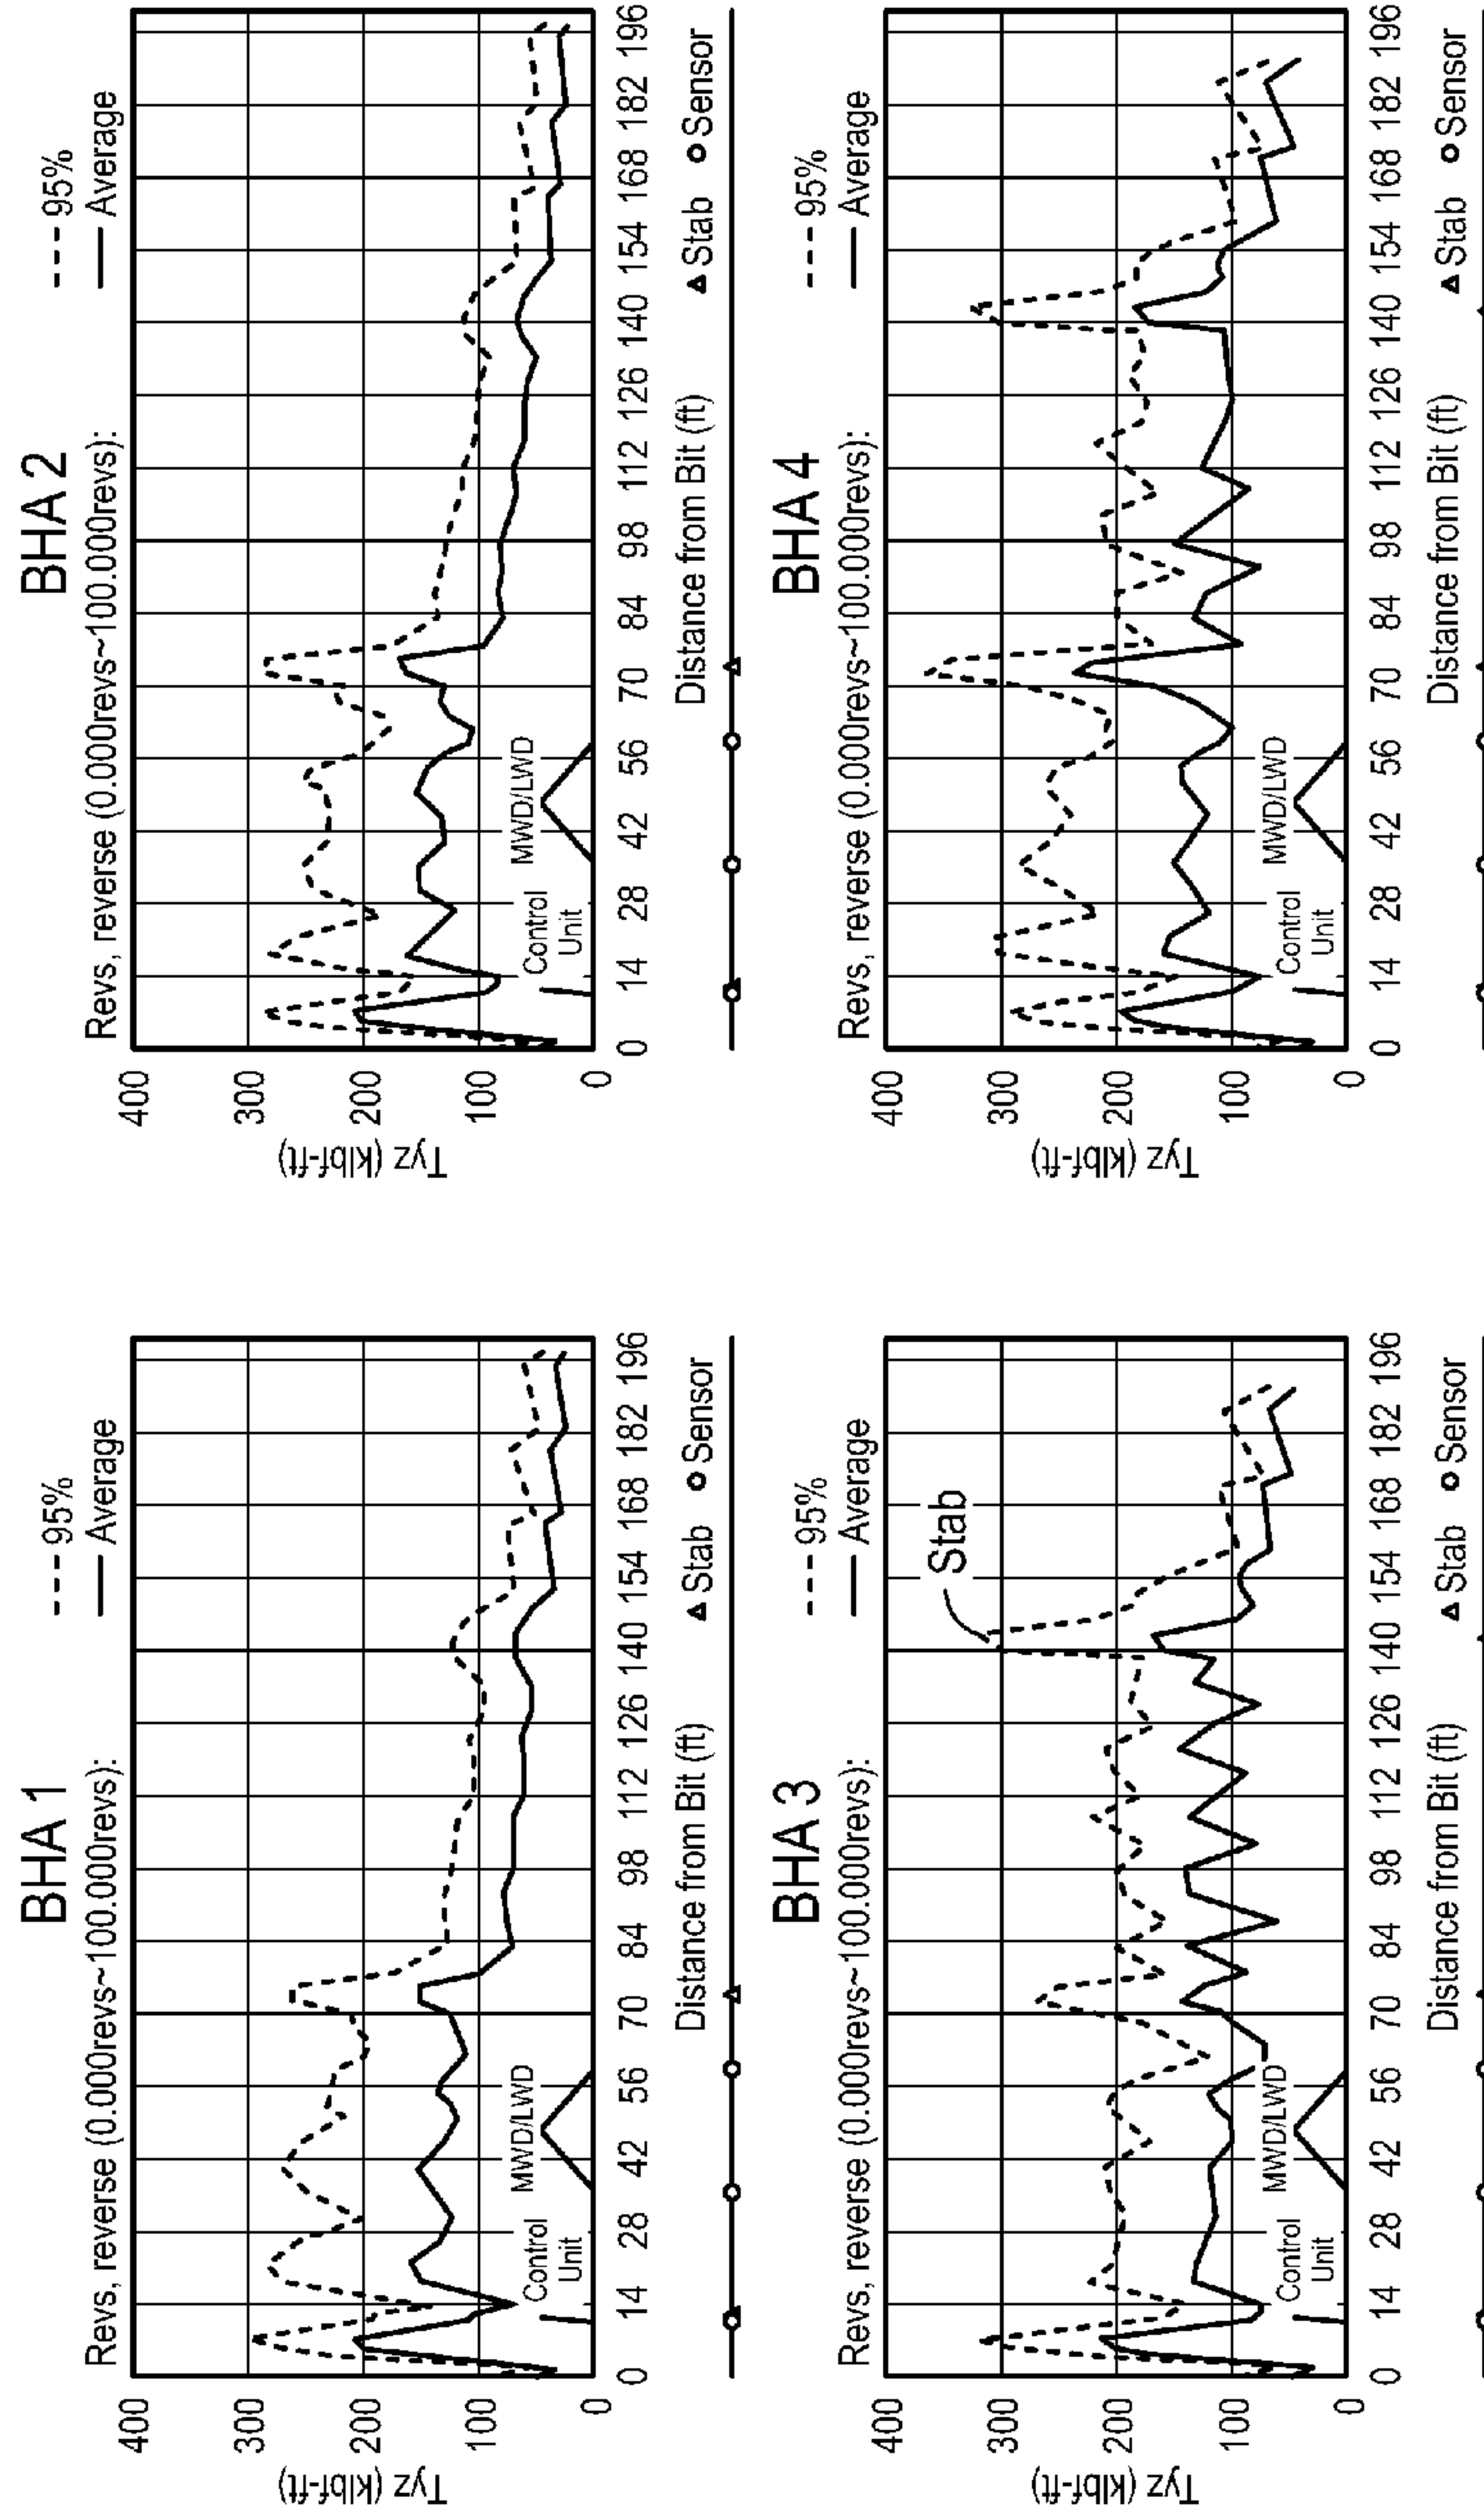 BHA 1
Revs, reverse (0.000revs~100.000revs):
95%
Average
Tyz (klbf-ft)
400
300
200
100
0
Control
Unit
MWD/LWD
0 14 28 42 56 70 84 98 112 126 140 154 168 182 196
Distance from Bit (ft)
Stab
Sensor
BHA 2
Revs, reverse (0.000revs~100.000revs):
95%
Average
Tyz (klbf-ft)
400
300
200
100
0
Control
Unit
MWD/LWD
0 14 28 42 56 70 84 98 112 126 140 154 168 182 196
Distance from Bit (ft)
Stab
Sensor
BHA 3
Revs, reverse (0.000revs~100.000revs):
95%
Average
Stab
Tyz (klbf-ft)
400
300
200
100
0
Control
Unit
MWD/LWD
0 14 28 42 56 70 84 98 112 126 140 154 168 182 196
Distance from Bit (ft)
Stab
Sensor
BHA 4
Revs, reverse (0.000revs~100.000revs):
95%
Average
Tyz (klbf-ft)
400
300
200
100
0
Control
Unit
MWD/LWD
0 14 28 42 56 70 84 98 112 126 140 154 168 182 196
Distance from Bit (ft)
Stab
Sensor